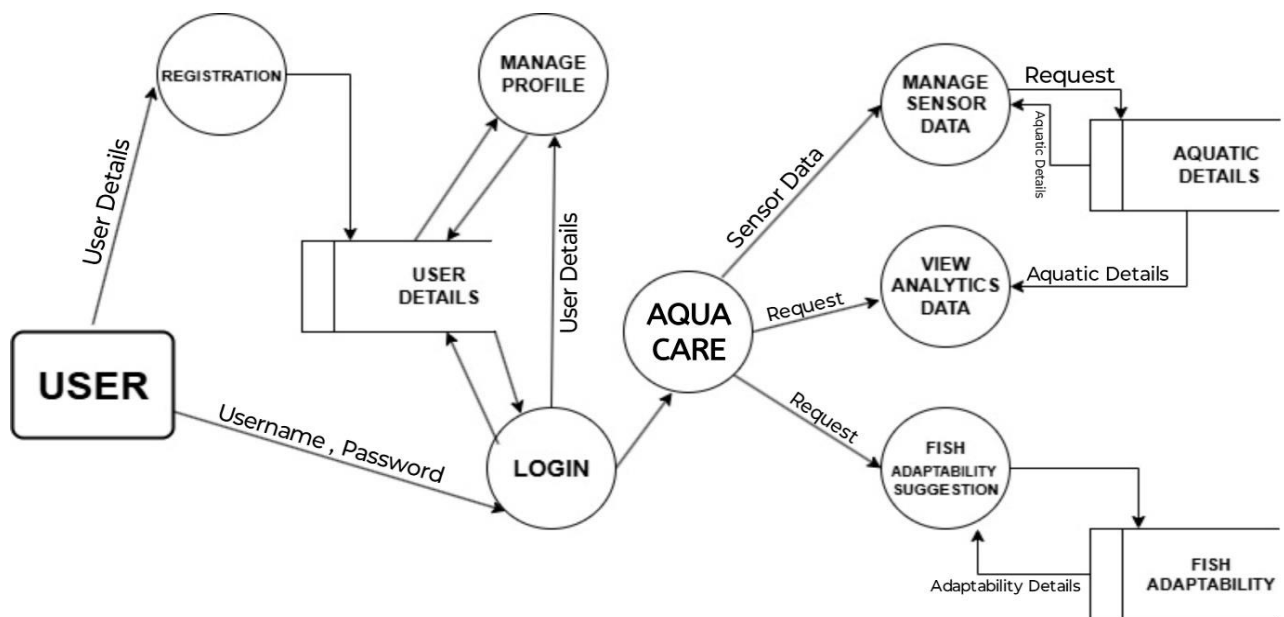 REGISTRATION
MANAGE
PROFILE
MANAGE
SENSOR
DATA
Request
Aquatic Details
AQUATIC
DETAILS
User Details
Sensor Data
USER
DETAILS
User Details
VIEW
ANALYTICS
DATA
Aquatic Details
AQUA
CARE
Request
USER
Username , Password
LOGIN
Request
FISH
ADAPTABILITY
SUGGESTION
Adaptability Details
FISH
ADAPTABILITY